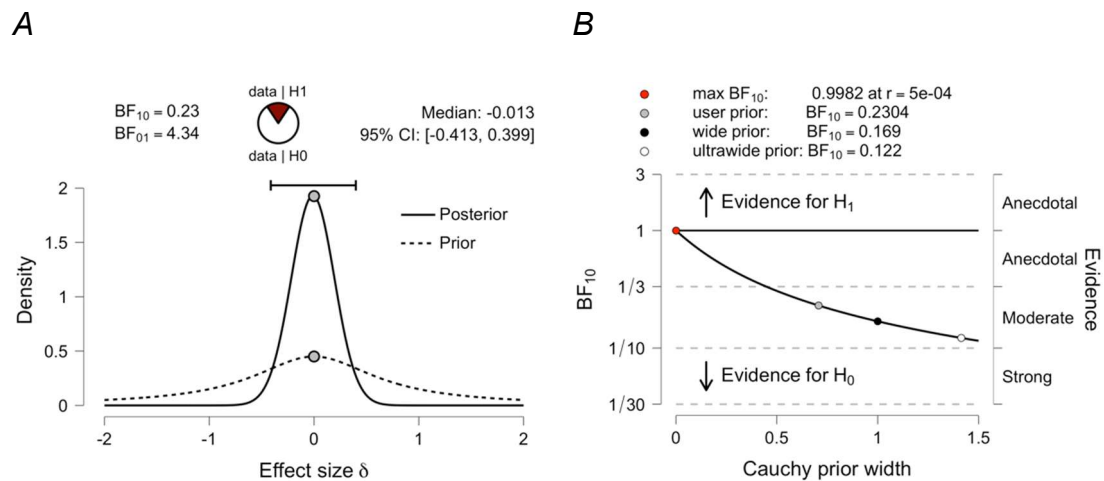 A
data | H1
BF10 = 0.23
BF01 = 4.34
data | H0
Median: -0.013
95% CI: [-0.413, 0.399]
2
1.5
1
0.5
0
Density
Posterior
Prior
-2 -1 0 1 2
Effect size δ
B
max BF10: 0.9982 at r = 5e-04
user prior: BF10 = 0.2304
wide prior: BF10 = 0.169
ultrawide prior: BF10 = 0.122
3
1
1/3
1/10
1/30
BF10
Evidence for H1
Evidence for H0
Anecdotal
Anecdotal
Moderate
Strong
Evidence
0 0.5 1 1.5
Cauchy prior width